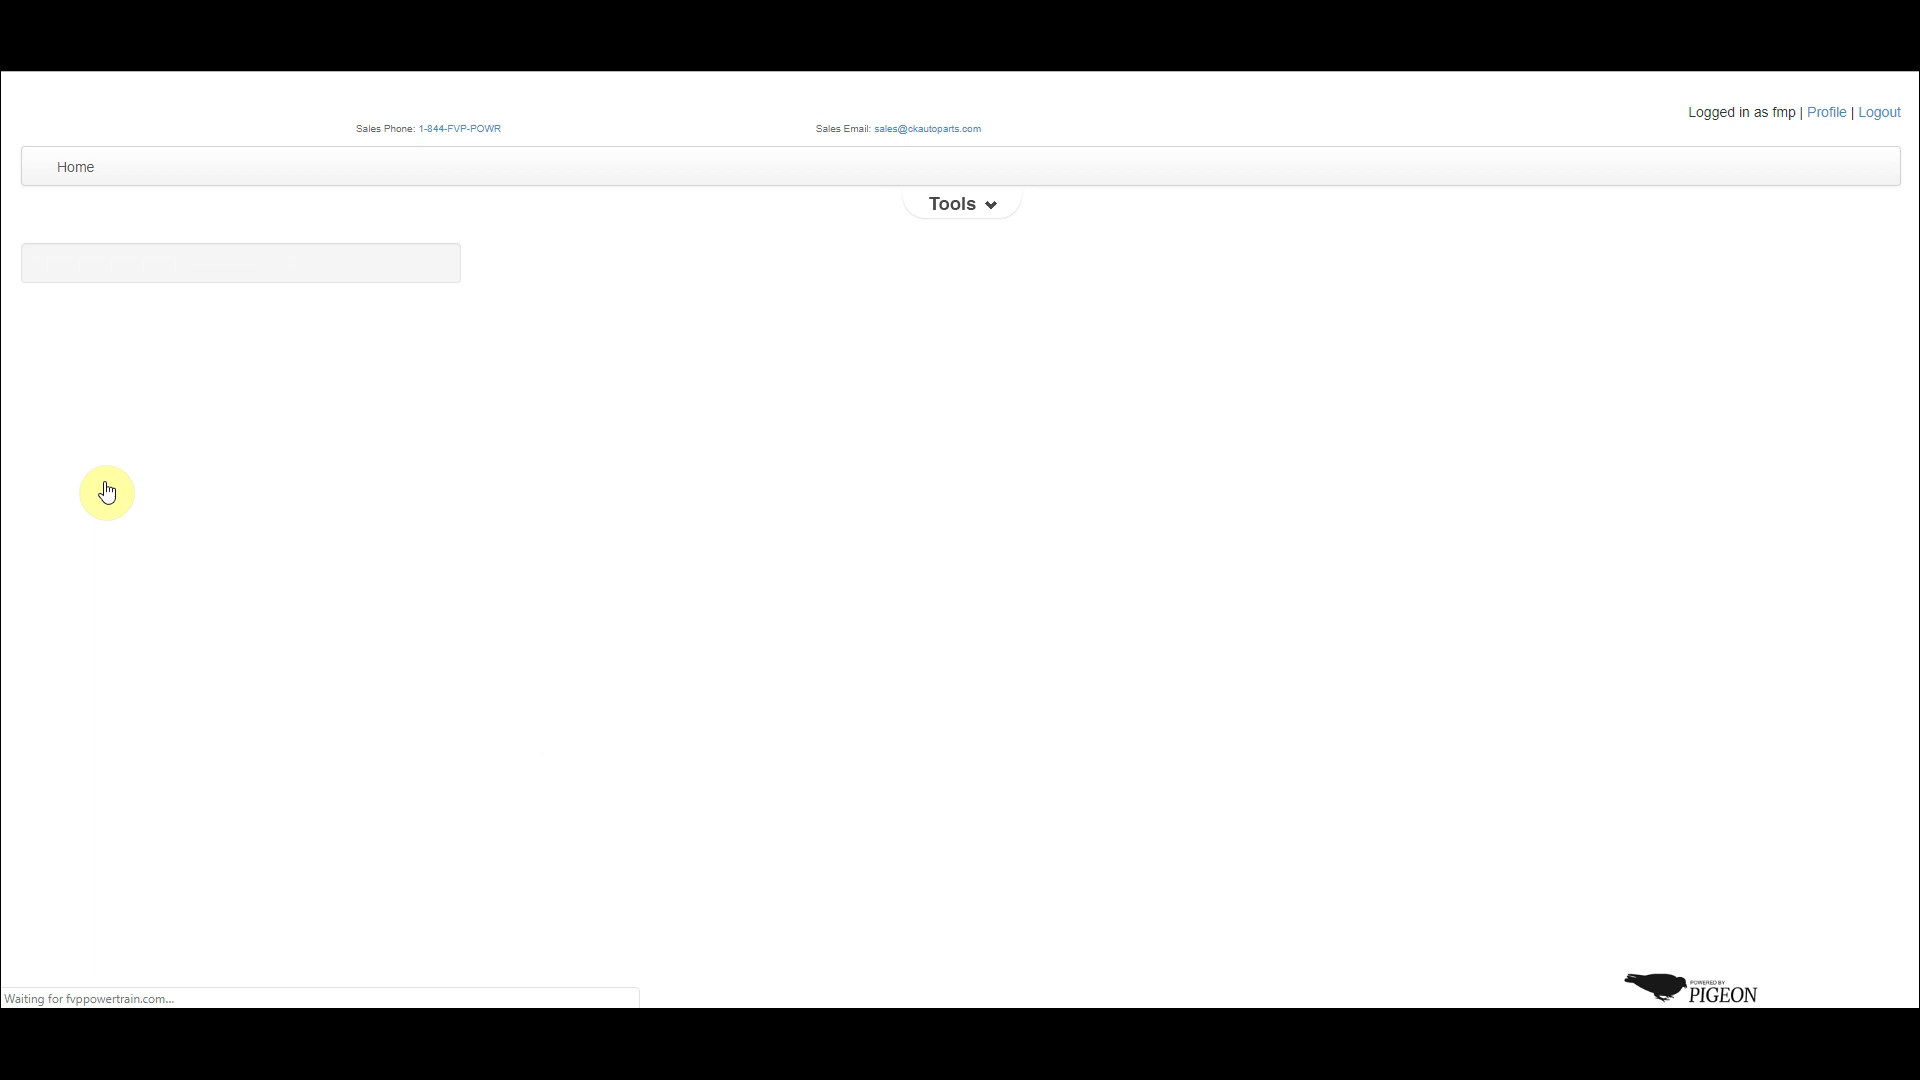 Logged in as fmp | Profile | Logout
Sales Phone: 1-844-FVP-POWR
Sales Email: sales@ckautoparts.com
Home
Tools
Waiting for fvppowertrain.com...
POWERED BY
PIGEON